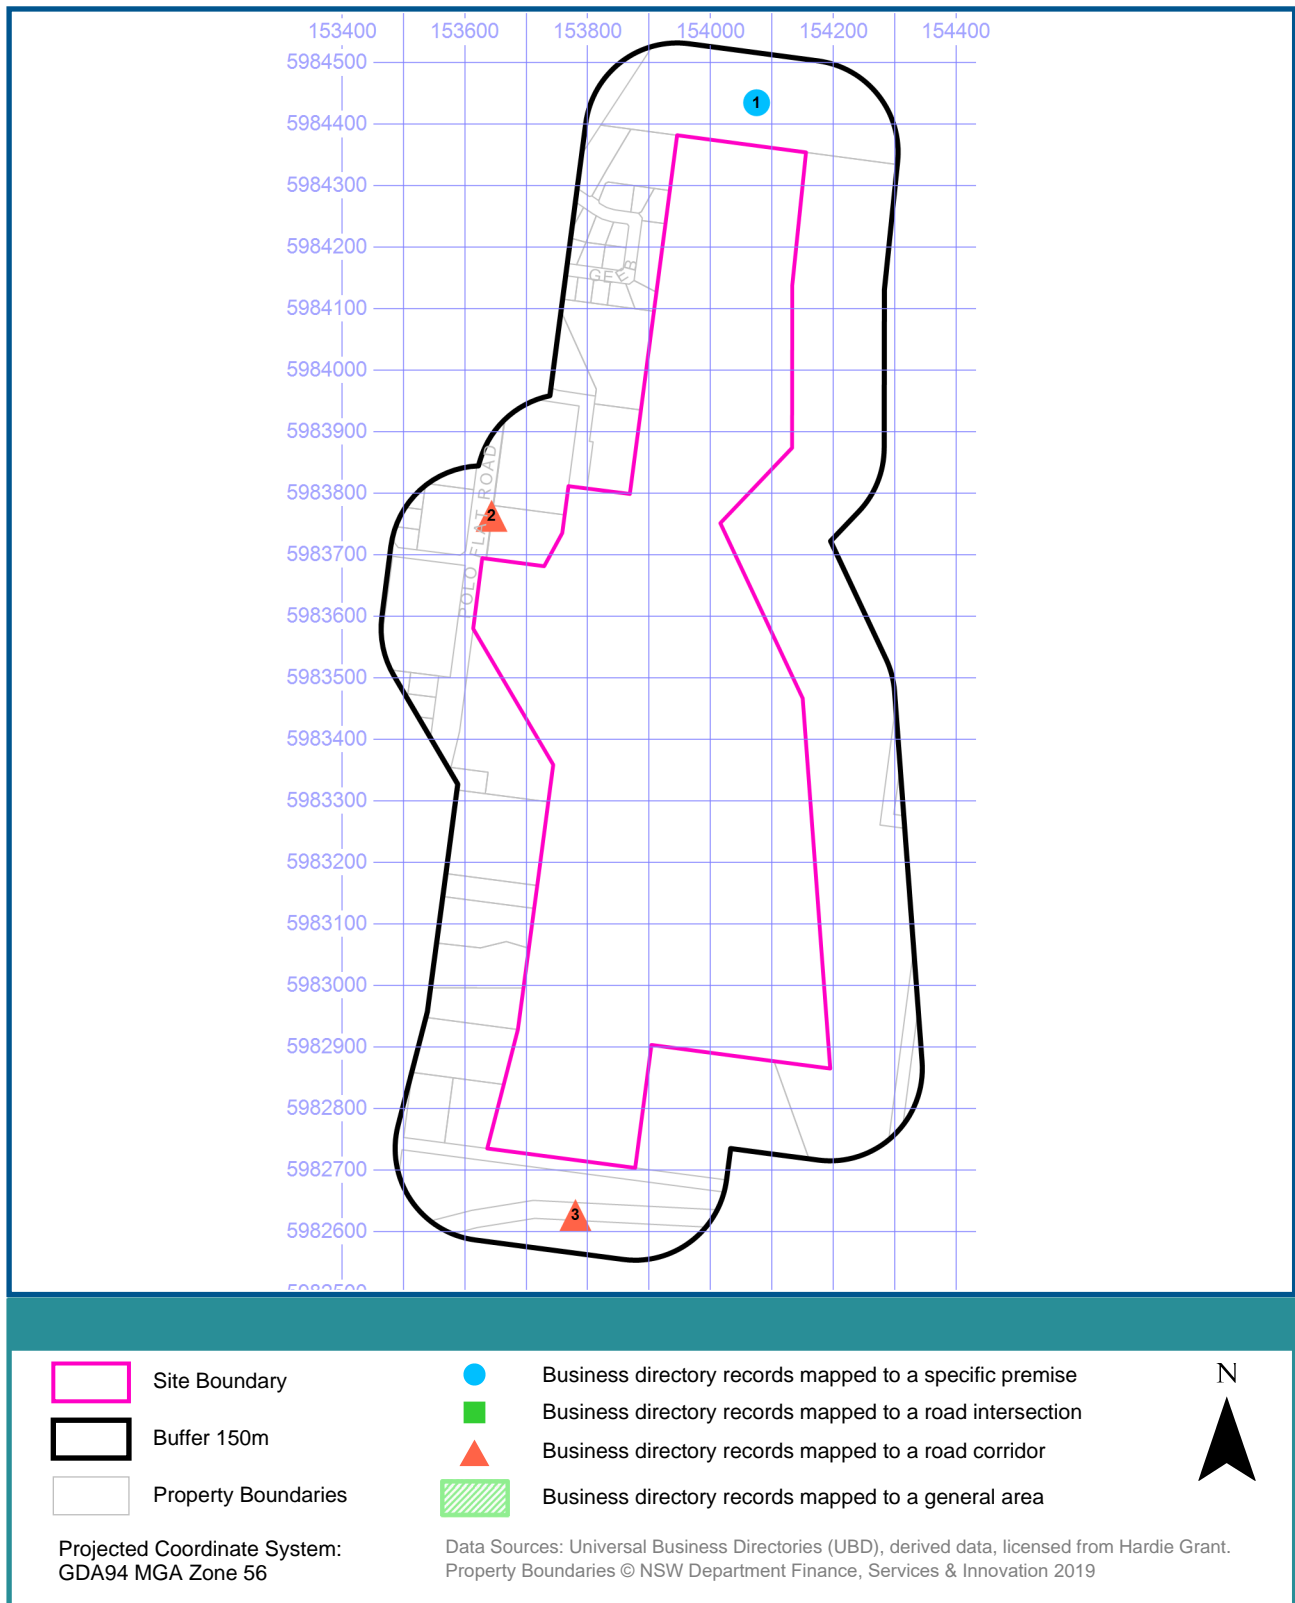 153400 153600 153800 154000 154200 154400
5984500
1
5984400
5984300
5984200
GEEB
5984100
5984000
5983900
5983800
POLO FLAT ROAD
2
5983700
5983600
5983500
5983400
5983300
5983200
5983100
5983000
5982900
5982800
5982700
3
5982600
5982500
Site Boundary
Buffer 150m
Property Boundaries
Projected Coordinate System:
GDA94 MGA Zone 56
Business directory records mapped to a specific premise
Business directory records mapped to a road intersection
Business directory records mapped to a road corridor
Business directory records mapped to a general area
Data Sources: Universal Business Directories (UBD), derived data, licensed from Hardie Grant.
Property Boundaries © NSW Department Finance, Services & Innovation 2019
N